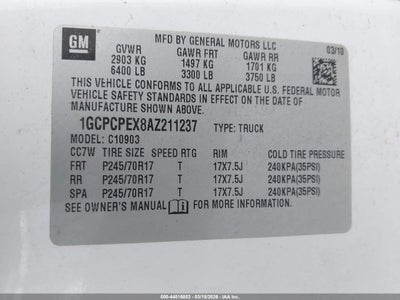 GM
MFD BY GENERAL MOTORS LLC
03/10
GVWR GAWR FRT GAWR RR
2903 KG 1497 KG 1701 KG
6400 LB 3300 LB 3750 LB
THIS VEHICLE CONFORMS TO ALL APPLICABLE U.S. FEDERAL MOTOR
VEHICLE SAFETY AND THEFT PREVENTION STANDARDS IN EFFECT ON THE DATE OF
MANUFACTURE SHOWN ABOVE.
1GCPCPEX8AZ211237 TYPE: TRUCK
MODEL: C10903
CC7W TIRE SIZE SPEED RTG RIM COLD TIRE PRESSURE
FRT P245/70R17 T 17X7.5J 240KPA(35PSI)
RR P245/70R17 T 17X7.5J 240KPA(35PSI)
SPA P245/70R17 T 17X7.5J 240KPA(35PSI)
SEE OWNER'S MANUAL FOR MORE INFORMATION.